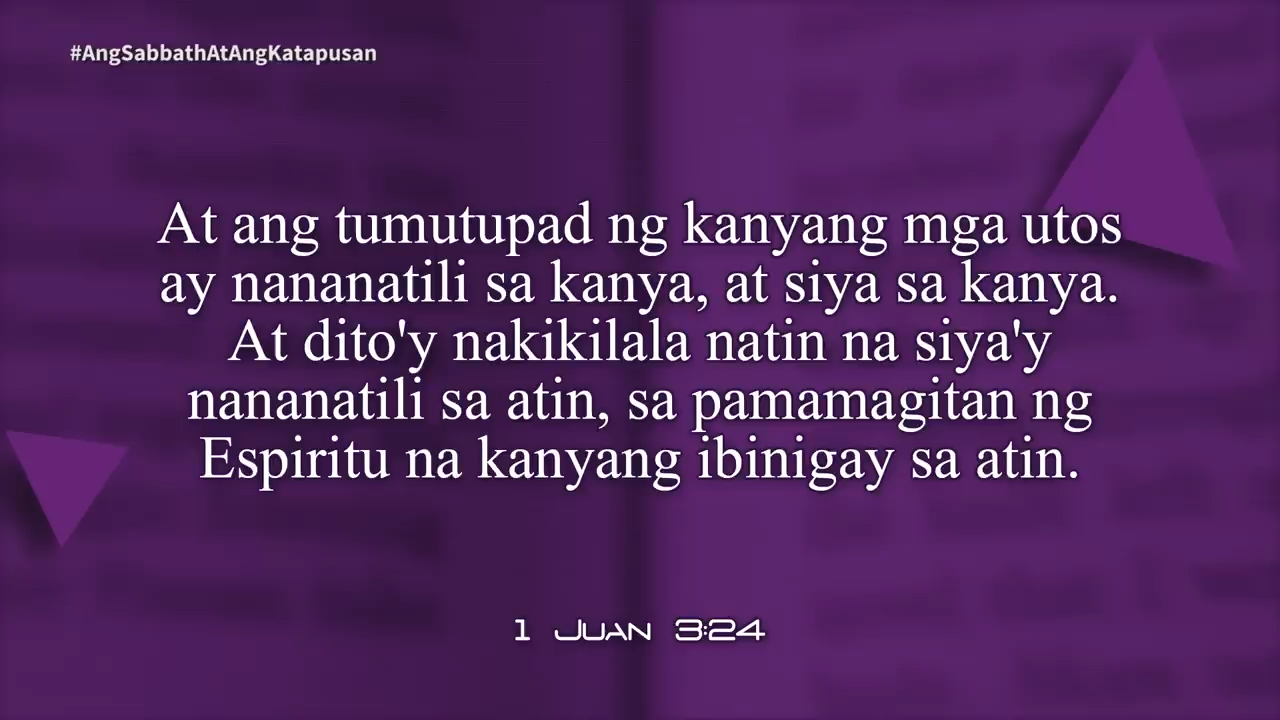 #AngSabbathAtAngKatapusan
At ang tumutupad ng kanyang mga utos
ay nananatili sa kanya, at siya sa kanya.
At dito'y nakikilala natin na siya'y
nananatili sa atin, sa pamamagitan ng
Espiritu na kanyang ibinigay sa atin.
1 Juan 3:24